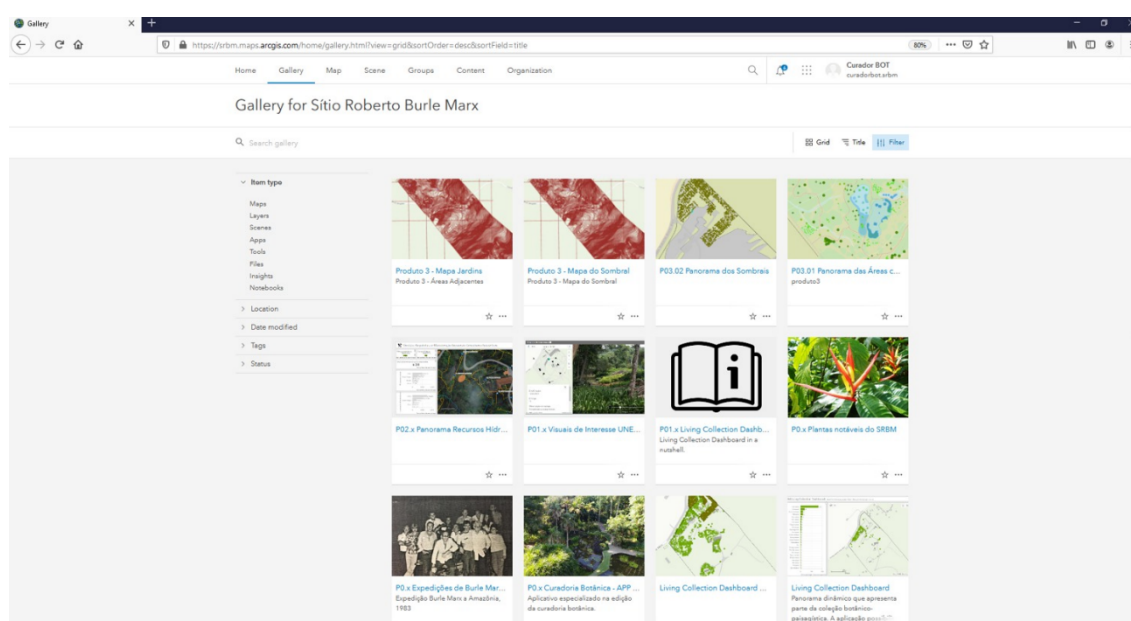 Gallery
https://srbm.maps.arcgis.com/home/gallery.html?view=grid&sortOrder=desc&sortField=title
80%
Home Gallery Map Scene Groups Content Organization
Curador BOT
curadorbot.srbm
Gallery for Sítio Roberto Burle Marx
Search gallery
Grid Title Filter
Item type
Maps
Layers
Scenes
Apps
Tools
Files
Insights
Notebooks
Location
Date modified
Tags
Status
Produto 3 - Mapa Jardins
Produto 3 - Áreas Adjacentes
Produto 3 - Mapa do Sombral
Produto 3 - Mapa do Sombral
P03.02 Panorama dos Sombrais
P03.01 Panorama das Áreas c...
produto3
P02.x Panorama Recursos Hídr...
P01.x Visuais de Interesse UNE...
P01.x Living Collection Dashb...
Living Collection Dashboard in a
nutshell.
P0.x Plantas notáveis do SRBM
P0.x Expedições de Burle Mar...
Expedição Burle Marx a Amazônia,
1983
P0.x Curadoria Botânica - APP ...
Aplicativo especializado na edição
da curadoria botânica.
Living Collection Dashboard ...
Living Collection Dashboard
Panorama dinâmico que apresenta
parte da coleção botânico-
paisagística. A aplicação